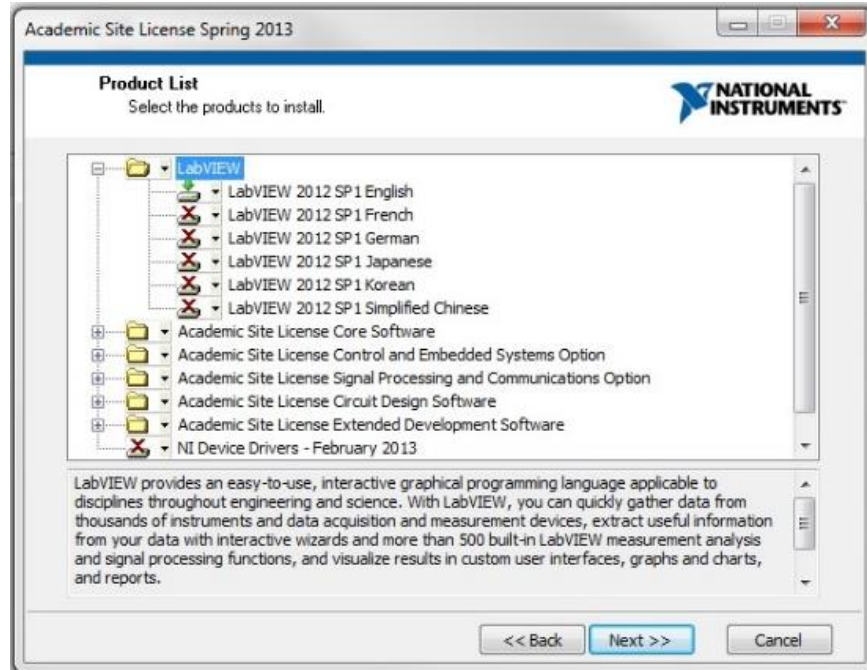 Academic Site License Spring 2013
Product List
Select the products to install.
NATIONAL
INSTRUMENTS
LabVIEW
LabVIEW 2012 SP1 English
LabVIEW 2012 SP1 French
LabVIEW 2012 SP1 German
LabVIEW 2012 SP1 Japanese
LabVIEW 2012 SP1 Korean
LabVIEW 2012 SP1 Simplified Chinese
Academic Site License Core Software
Academic Site License Control and Embedded Systems Option
Academic Site License Signal Processing and Communications Option
Academic Site License Circuit Design Software
Academic Site License Extended Development Software
NI Device Drivers - February 2013
LabVIEW provides an easy-to-use, interactive graphical programming language applicable to
disciplines throughout engineering and science. With LabVIEW, you can quickly gather data from
thousands of instruments and data acquisition and measurement devices, extract useful information
from your data with interactive wizards and more than 500 built-in LabVIEW measurement analysis
and signal processing functions, and visualize results in custom user interfaces, graphs and charts,
and reports.
<< Back Next >> Cancel